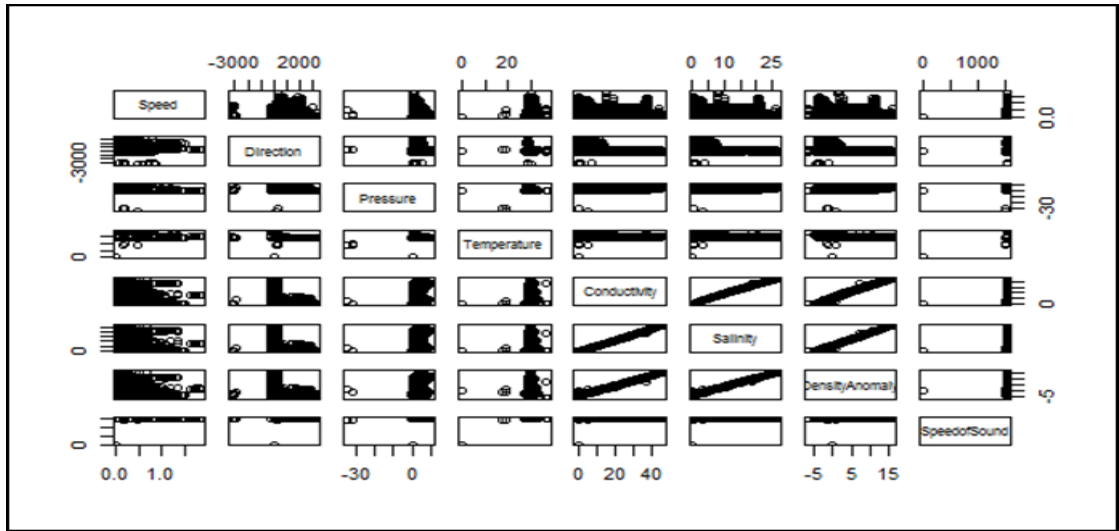 -3000 2000 0 20 0 10 25 0 1000
Speed 0.0
-3000 Direction
Pressure -30
0 Temperature
Conductivity 0
0 Salinity
DensityAnomaly -5
0 SpeedofSound
0.0 1.0 -30 0 0 20 40 -5 5 15